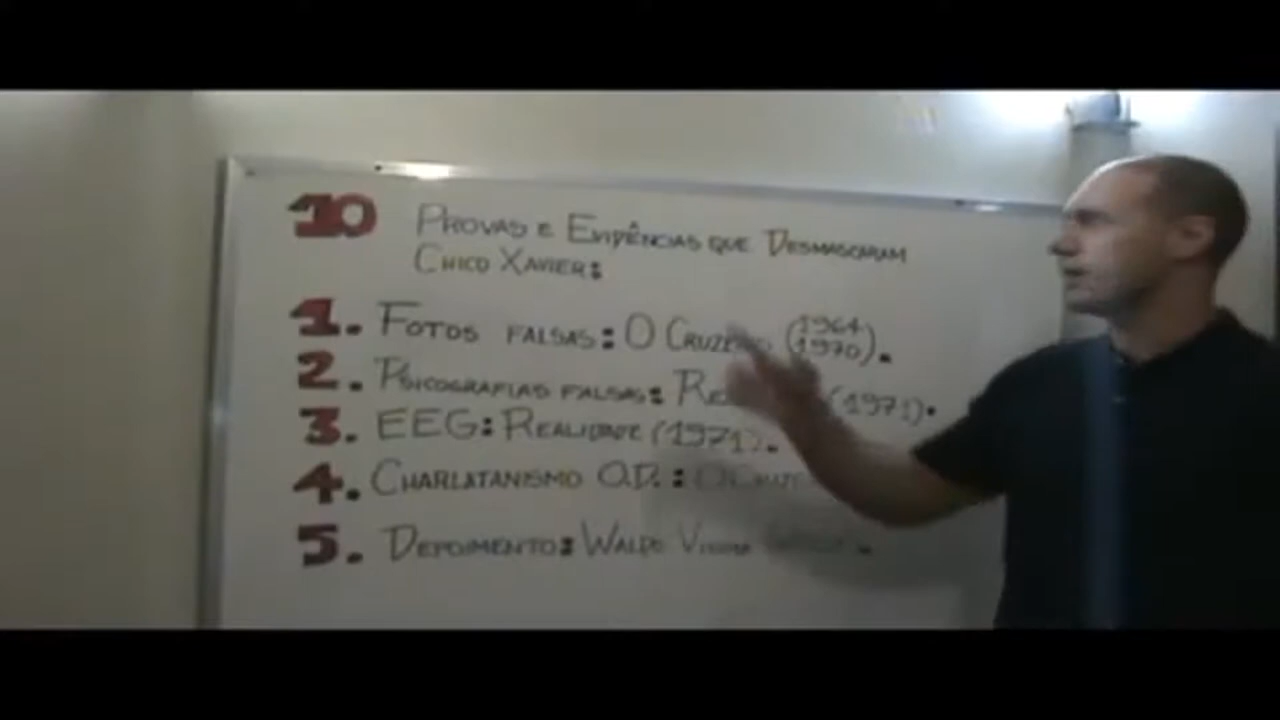 10 PROVAS E EVIDÊNCIAS QUE DESMASCARAM
CHICO XAVIER:
1. FOTOS FALSAS: O (1964)
(1970).
2. PSICOGRAFIAS FALSAS: (1971).
3. EEG: REALIDADE (1971).
4. CHARLATANISMO O.D.:
5. DEPOIMENTO: WALDO VIEIRA